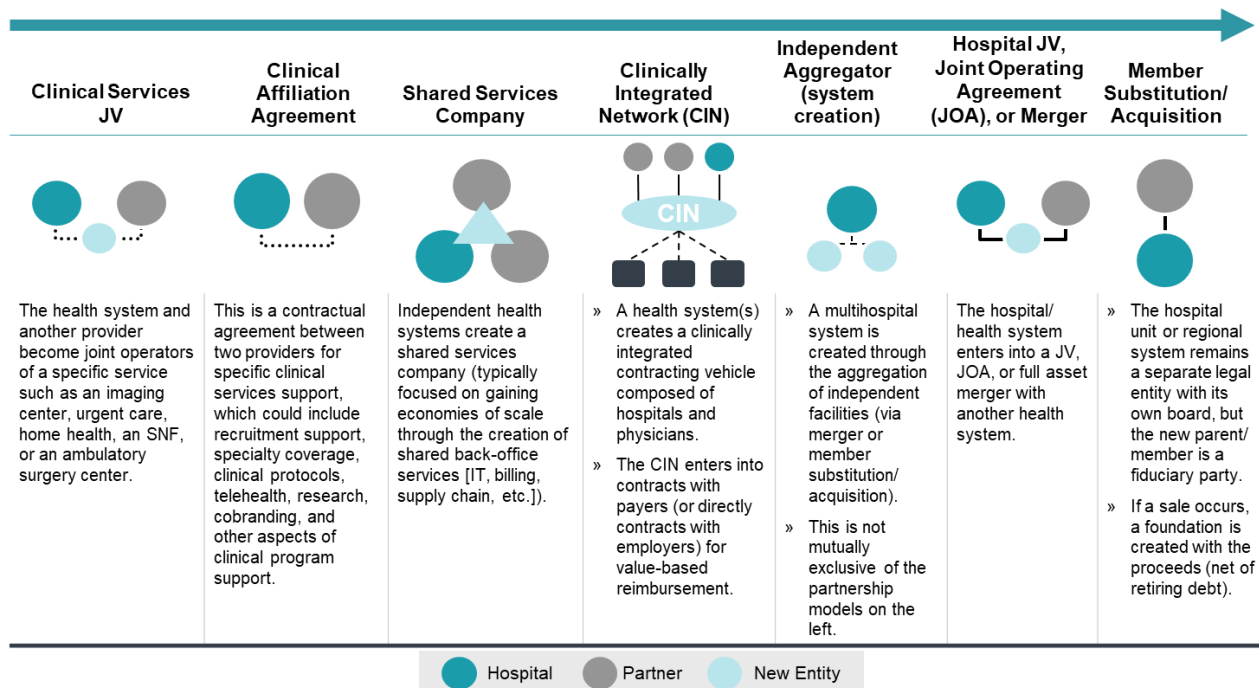 Clinical Services
JV
Clinical
Affiliation
Agreement
Shared Services
Company
Clinically
Integrated
Network (CIN)
Independent
Aggregator
(system
creation)
Hospital JV,
Joint Operating
Agreement
(JOA), or Merger
Member
Substitution/
Acquisition
CIN
The health system and
another provider
become joint operators
of a specific service
such as an imaging
center, urgent care,
home health, an SNF,
or an ambulatory
surgery center.
This is a contractual
agreement between
two providers for
specific clinical
services support,
which could include
recruitment support,
specialty coverage,
clinical protocols,
telehealth, research,
cobranding, and
other aspects of
clinical program
support.
Independent health
systems create a
shared services
company (typically
focused on gaining
economies of scale
through the creation of
shared back-office
services [IT, billing,
supply chain, etc.]).
» A health system(s)
creates a clinically
integrated
contracting vehicle
composed of
hospitals and
physicians.
» The CIN enters into
contracts with
payers (or directly
contracts with
employers) for
value-based
reimbursement.
» A multihospital
system is
created through
the aggregation
of independent
facilities (via
merger or
member
substitution/
acquisition).
» This is not
mutually
exclusive of the
partnership
models on the
left.
The hospital/
health system
enters into a JV,
JOA, or full asset
merger with
another health
system.
» The hospital
unit or regional
system remains
a separate legal
entity with its
own board, but
the new parent/
member is a
fiduciary party.
» If a sale occurs,
a foundation is
created with the
proceeds (net of
retiring debt).
Hospital
Partner
New Entity